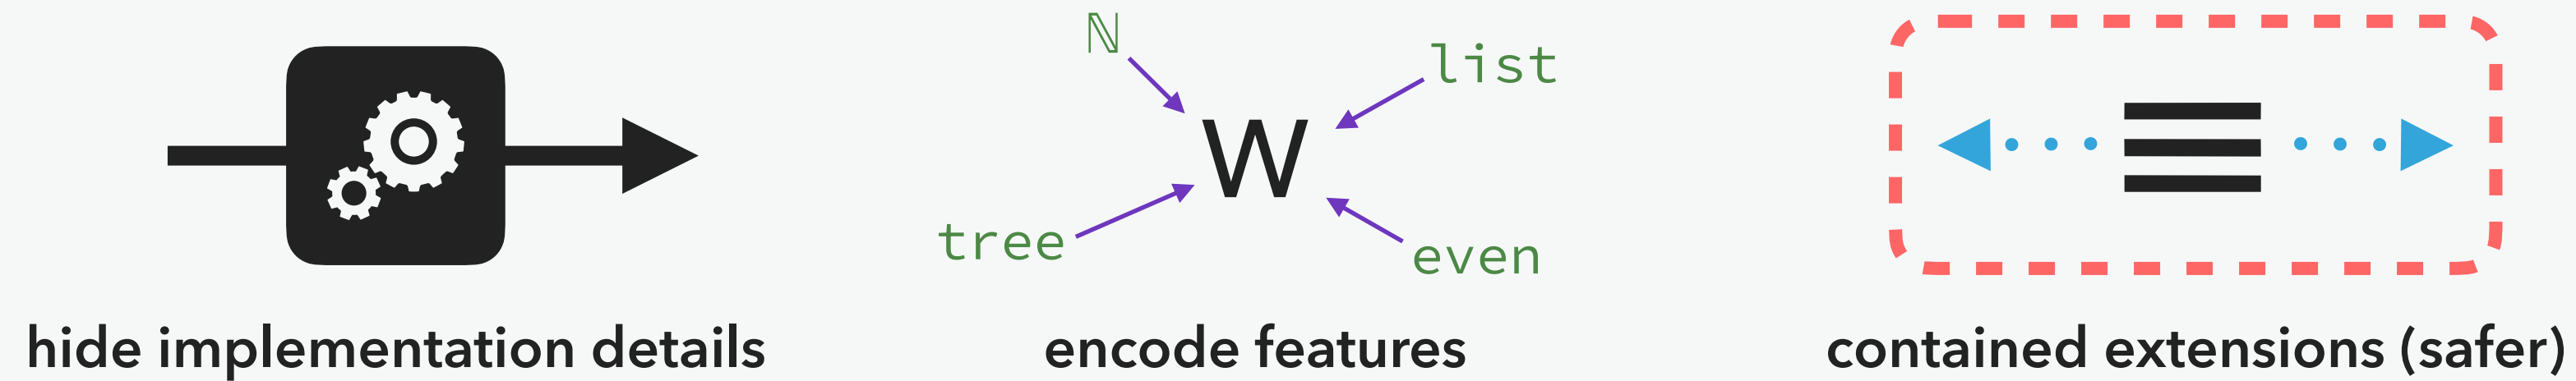 ℕ
list
W
tree
even
hide implementation details
encode features
contained extensions (safer)